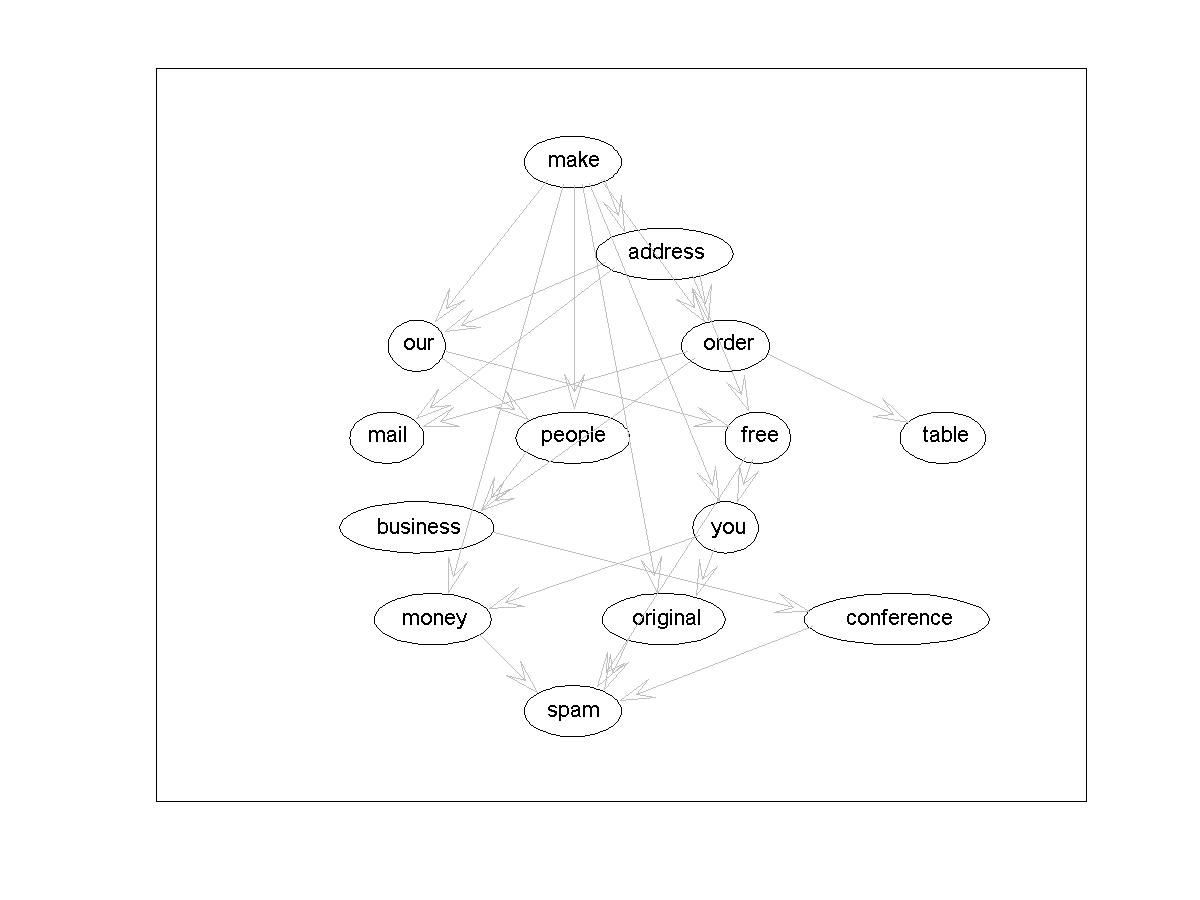 make
address
our
order
mail
people
free
table
business
you
money
original
conference
spam